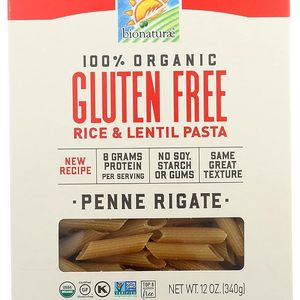 bionaturæ
100% ORGANIC
GLUTEN FREE
RICE & LENTIL PASTA
NEW RECIPE
8 GRAMS PROTEIN PER SERVING
NO SOY, STARCH OR GUMS
SAME GREAT TEXTURE
·PENNE RIGATE·
NET WT. 12 OZ. (340g)